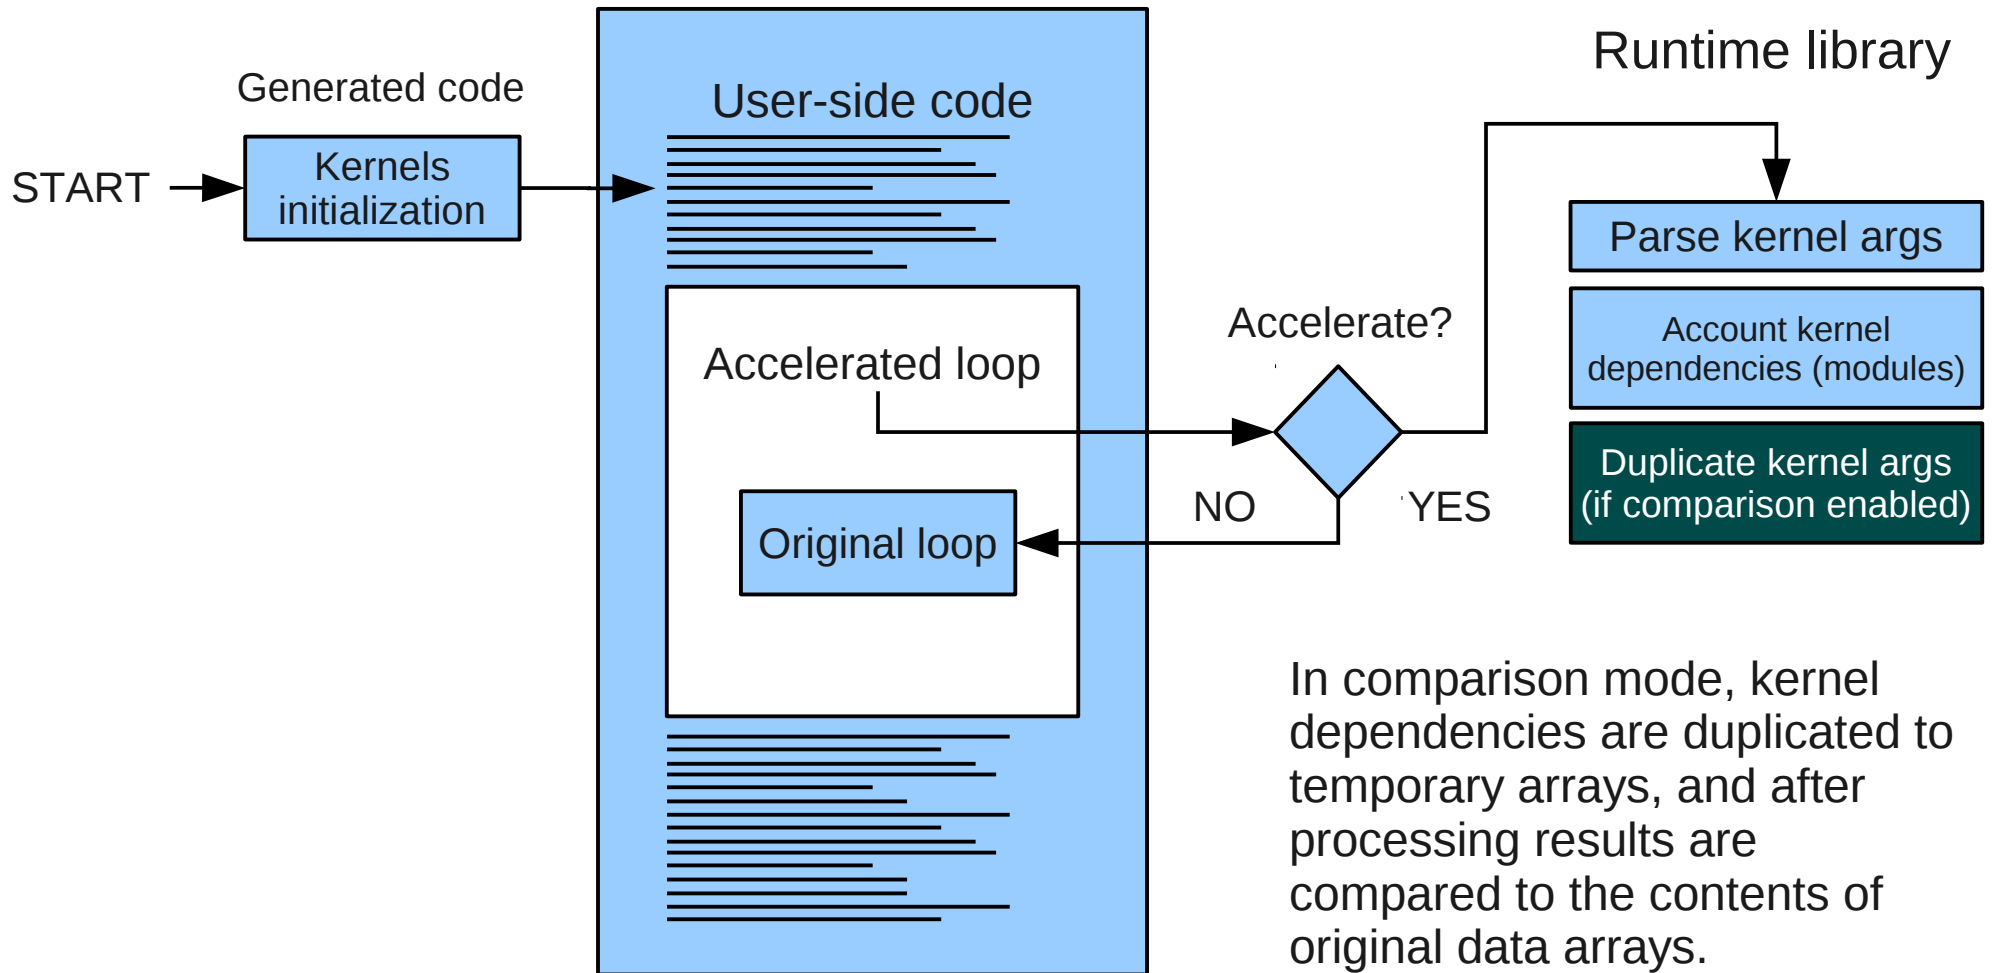 Generated code
START
Kernels
initialization
User-side code
Accelerated loop
Original loop
Accelerate?
NO
YES
Runtime library
Parse kernel args
Account kernel
dependencies (modules)
Duplicate kernel args
(if comparison enabled)
In comparison mode, kernel
dependencies are duplicated to
temporary arrays, and after
processing results are
compared to the contents of
original data arrays.